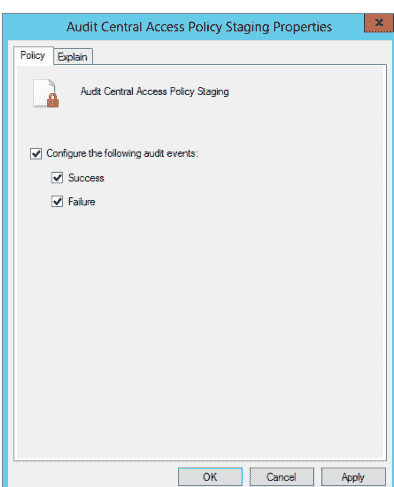 Audit Central Access Policy Staging Properties
x
Policy Explain
Audit Central Access Policy Staging
Configure the following audit events:
Success
Failure
OK Cancel Apply